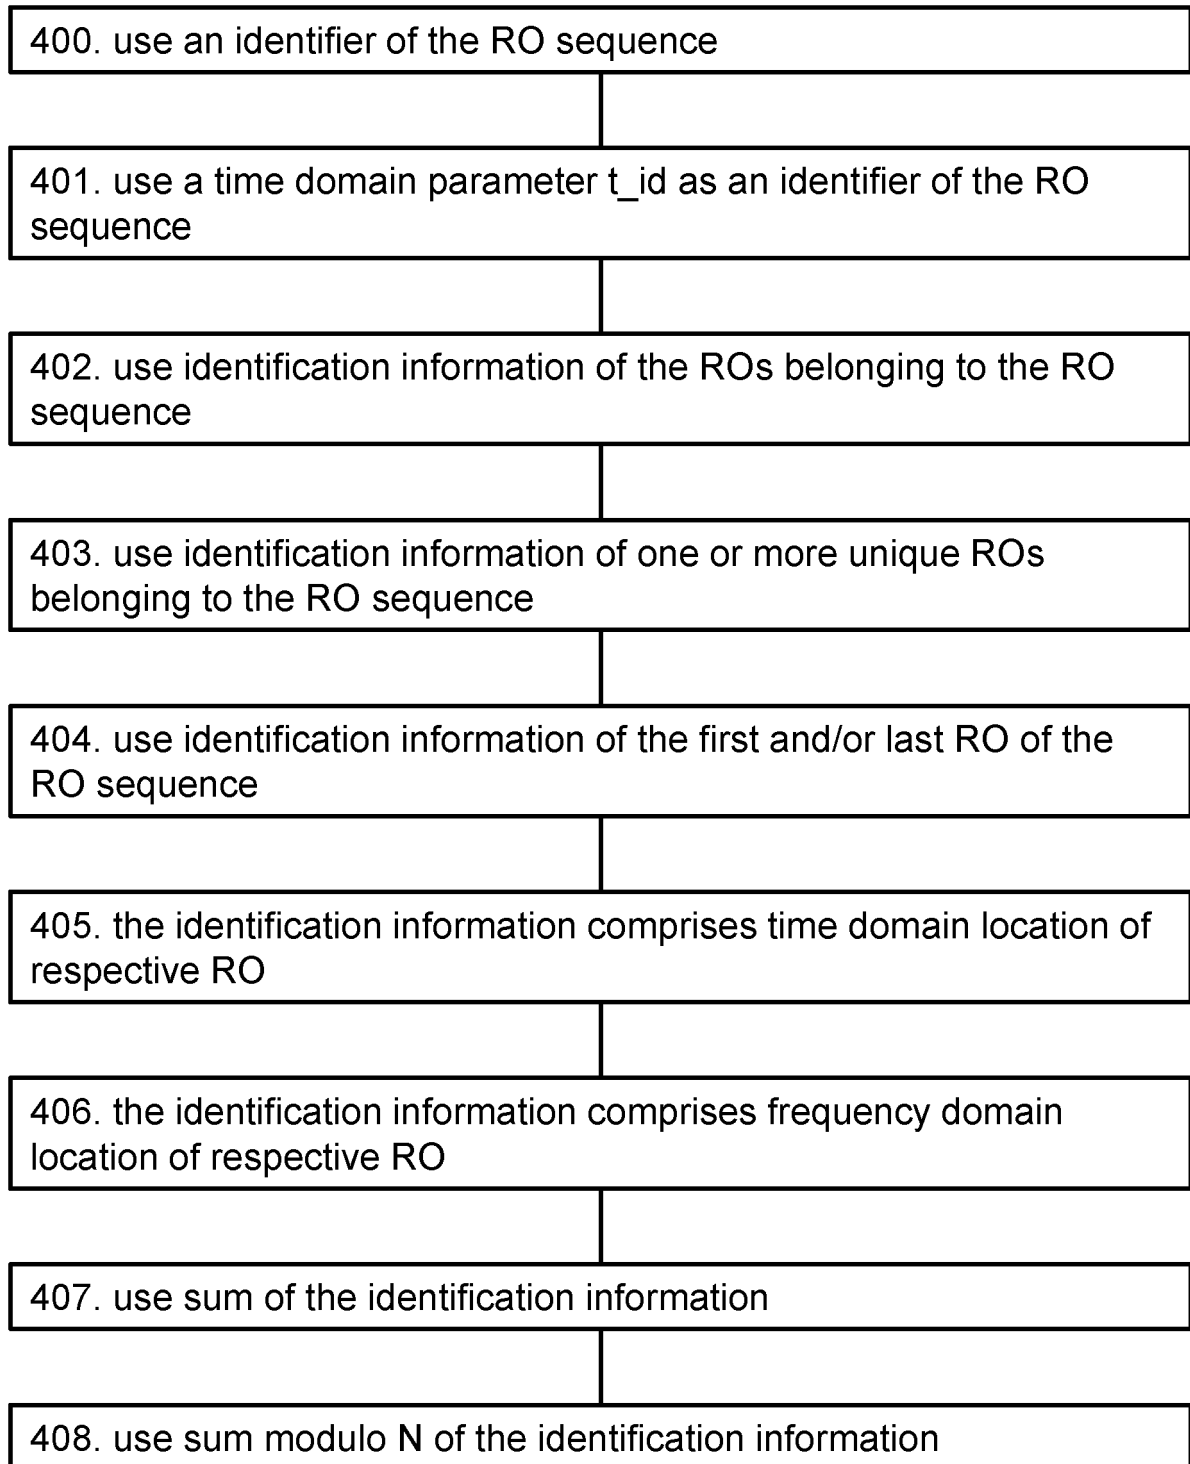 400. use an identifier of the RO sequence
401. use a time domain parameter t_id as an identifier of the RO
sequence
402. use identification information of the ROs belonging to the RO
sequence
403. use identification information of one or more unique ROs
belonging to the RO sequence
404. use identification information of the first and/or last RO of the
RO sequence
405. the identification information comprises time domain location of
respective RO
406. the identification information comprises frequency domain
location of respective RO
407. use sum of the identification information
408. use sum modulo N of the identification information